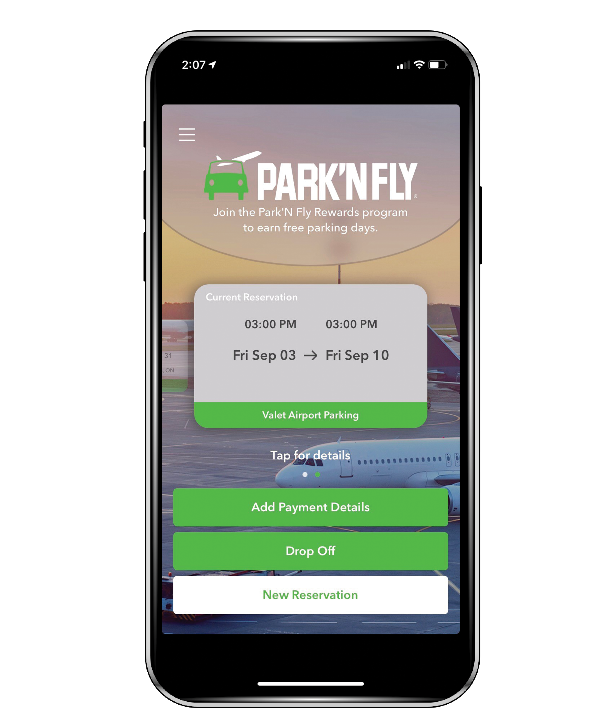 2:07
PARK'N FLY
Join the Park'N Fly Rewards program
to earn free parking days.
Current Reservation
03:00 PM 03:00 PM
Fri Sep 03 → Fri Sep 10
31
ON
Valet Airport Parking
Tap for details
Add Payment Details
Drop Off
New Reservation